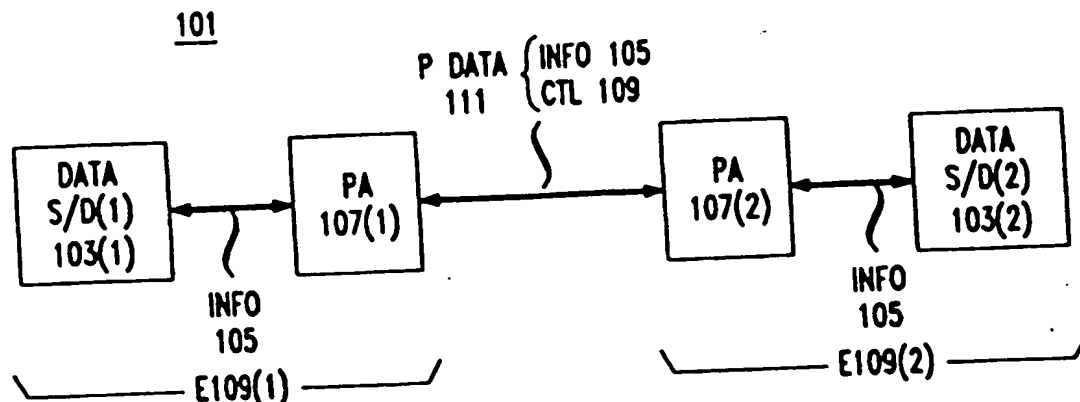 101
P DATA
111
INFO 105
CTL 109
DATA
S/D(1)
103(1)
INFO
105
PA
107(1)
PA
107(2)
INFO
105
DATA
S/D(2)
103(2)
E109(1)
E109(2)